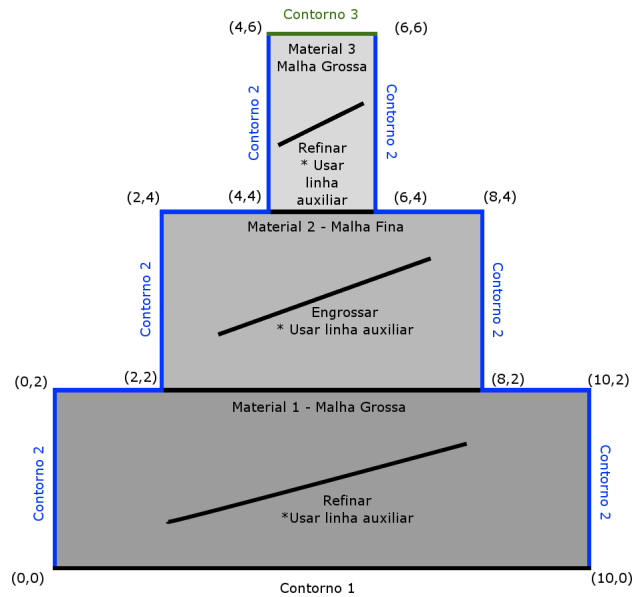 Contorno 3
(4,6)
(6,6)
Material 3
Malha Grossa
Contorno 2
Contorno 2
Refinar
* Usar
linha
auxiliar
(2,4)
(4,4)
(6,4)
(8,4)
Material 2 - Malha Fina
Contorno 2
Contorno 2
Engrossar
* Usar linha auxiliar
(0,2)
(2,2)
(8,2)
(10,2)
Material 1 - Malha Grossa
Contorno 2
Contorno 2
Refinar
*Usar linha auxiliar
(0,0)
(10,0)
Contorno 1